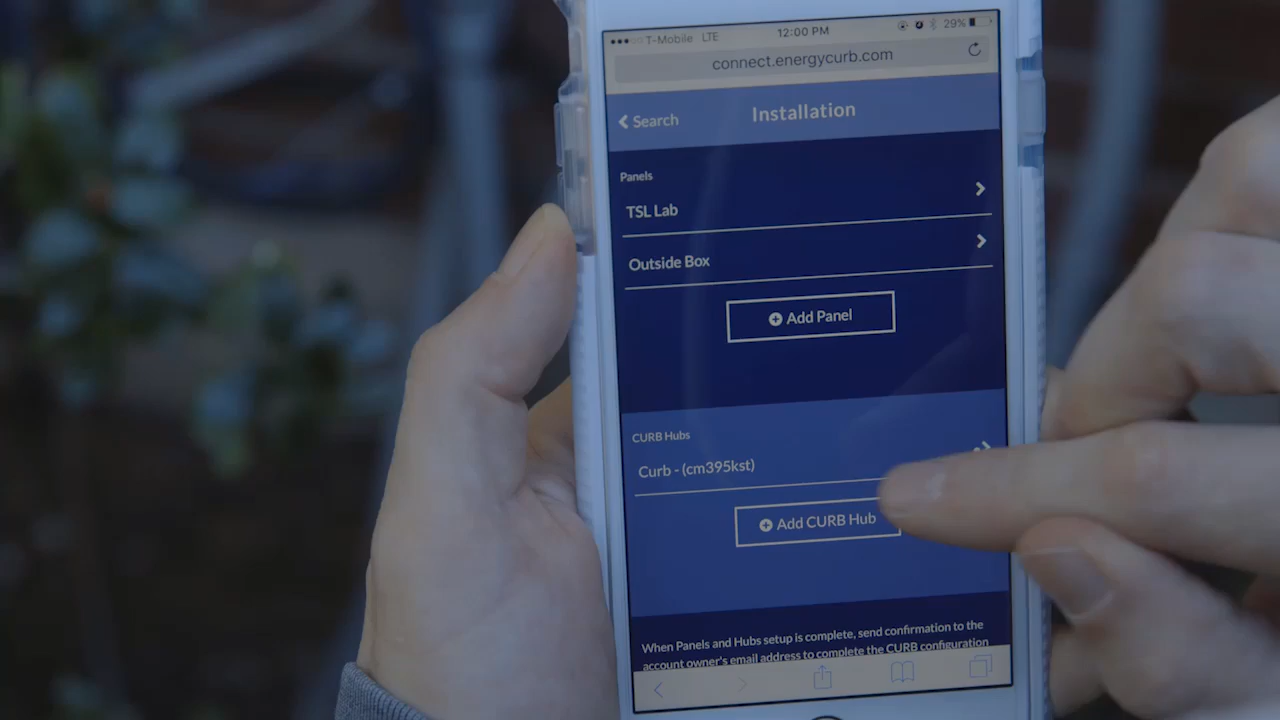 T-Mobile LTE 12:00 PM 29%
connect.energycurb.com
Search Installation
Panels
TSL Lab
Outside Box
Add Panel
CURB Hubs
Curb - (cm395kst)
Add CURB Hub
When Panels and Hubs setup is complete, send confirmation to the
account owner's email address to complete the CURB configuration